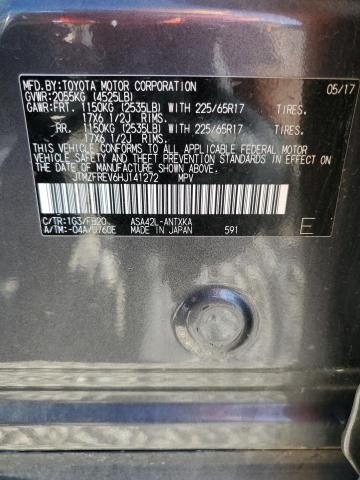 MFD.BY:TOYOTA MOTOR CORPORATION 05/17
GVWR:2055KG (4525LB)
GAWR:FRT. 1150KG (2535LB) WITH 225/65R17 TIRES.
17X6 1/2J RIMS.
RR. 1150KG (2535LB) WITH 225/65R17 TIRES.
17X6 1/2J RIMS.
THIS VEHICLE CONFORMS TO ALL APPLICABLE FEDERAL
MOTOR VEHICLE SAFETY STANDARDS IN EFFECT ON
THE DATE OF MANUFACTURE SHOWN ABOVE.
JTMZFREV6HJ141272 MPV
C/TR:1G3/FB20 ASA42L-ANTXKA
A/TM:-04A/U760E MADE IN JAPAN 591
E